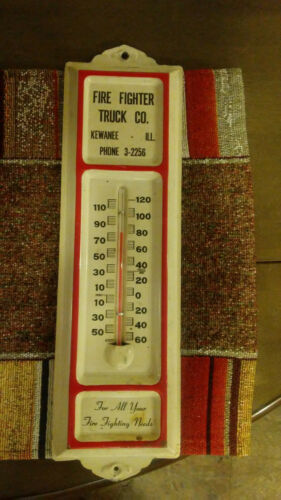 FIRE FIGHTER
TRUCK CO.
KEWANEE - ILL.
PHONE 3-2256
120
110 100
90 80
70 60
50 40
30 20
10 0
10 20
30 40
50 60
For All Your
Fire Fighting Needs